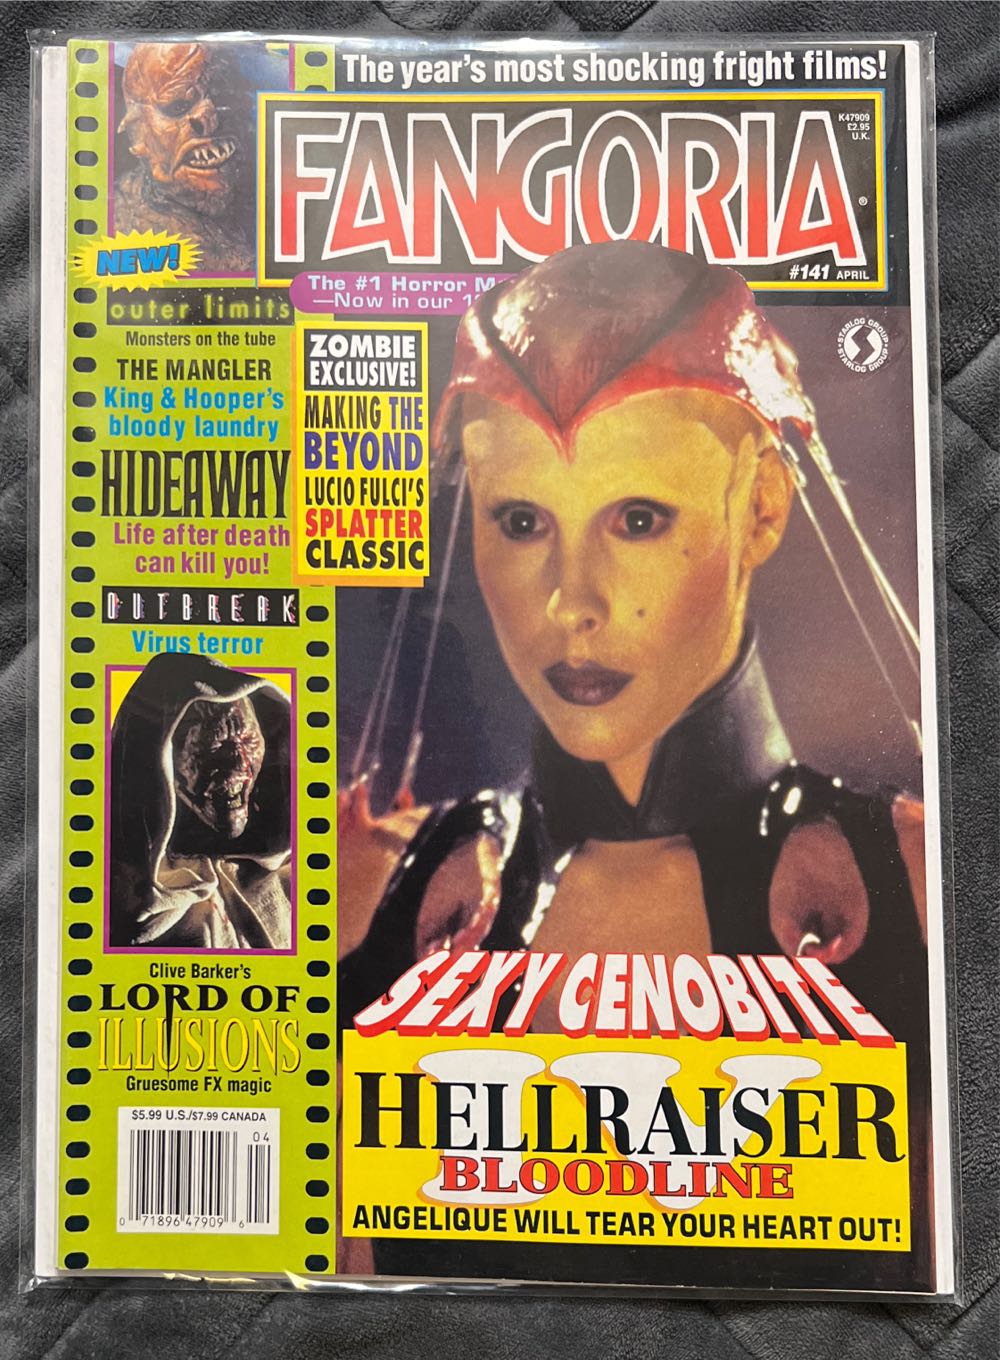 The year's most shocking fright films!
FANGORIA
®
K47909
£2.95
U.K.
#141 APRIL
The #1 Horror M
—Now in our 1
NEW!
outer limits
Monsters on the tube
THE MANGLER
King & Hooper's
bloody laundry
HIDEAWAY
Life after death
can kill you!
OUTBREAK
Virus terror
Clive Barker's
LORD OF
ILLUSIONS
Gruesome FX magic
$5.99 U.S./$7.99 CANADA
04
0 71896 47909 6
ZOMBIE
EXCLUSIVE!
MAKING THE
BEYOND
LUCIO FULCI'S
SPLATTER
CLASSIC
STARLOG GROUP
STARLOG GROUP
SEXY CENOBITE
IV
HELLRAISER
BLOODLINE
ANGELIQUE WILL TEAR YOUR HEART OUT!